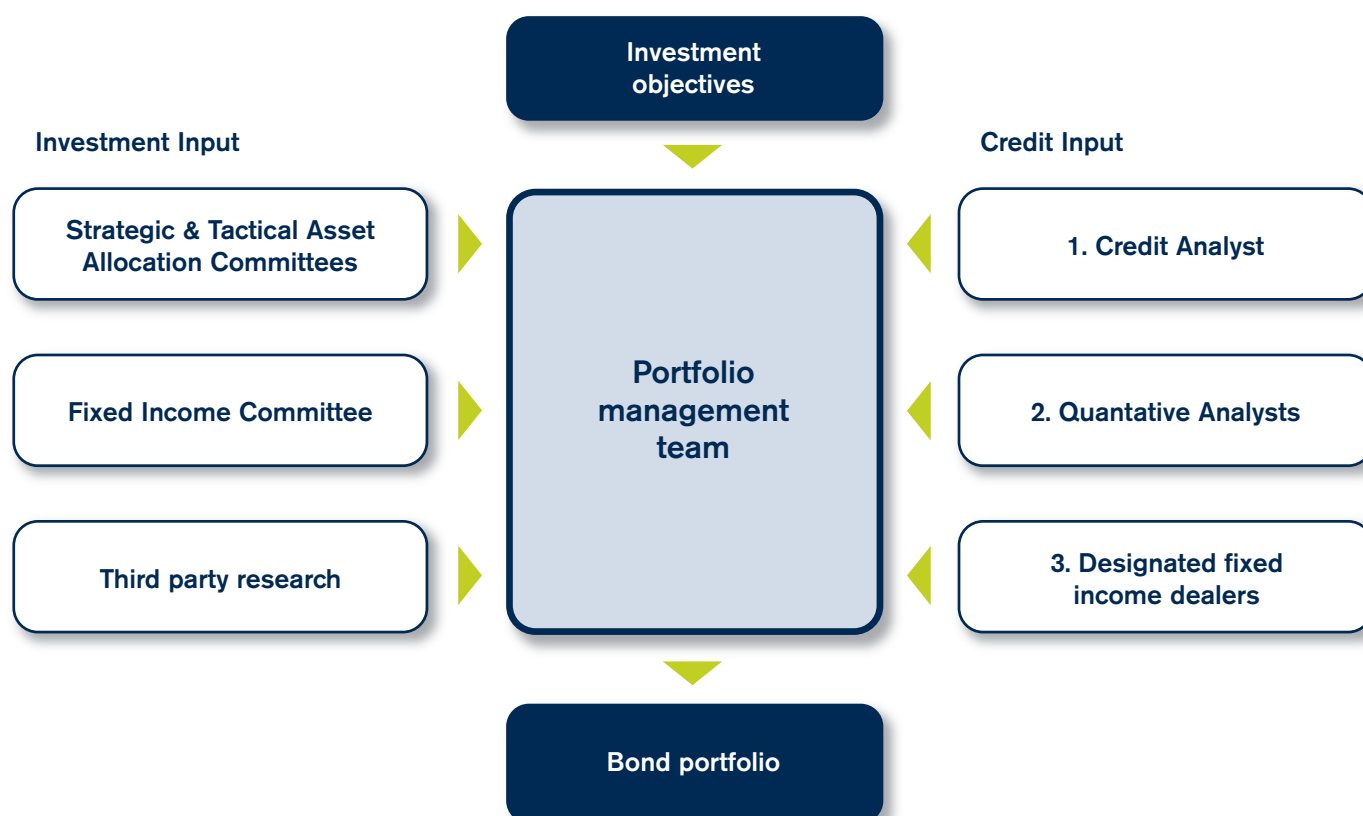 Investment
objectives
Investment Input
Credit Input
Strategic & Tactical Asset
Allocation Committees
1. Credit Analyst
Fixed Income Committee
Portfolio
management
team
2. Quantative Analysts
Third party research
3. Designated fixed
income dealers
Bond portfolio